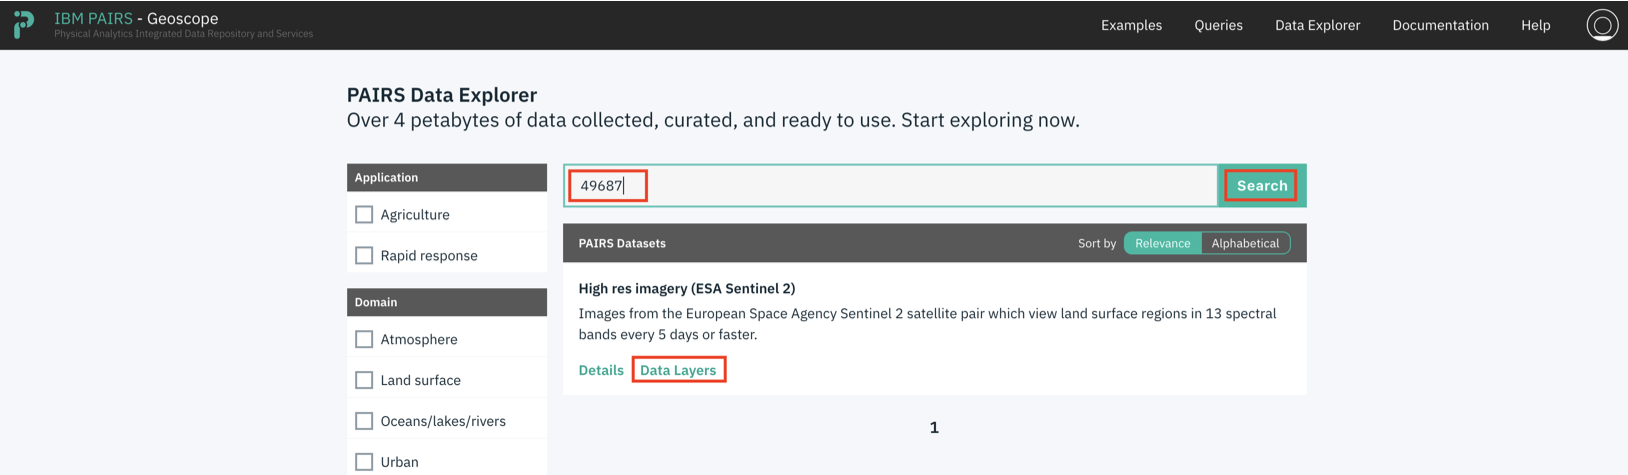 IBM PAIRS - Geoscope
Physical Analytics Integrated Data Repository and Services
Examples Queries Data Explorer Documentation Help
PAIRS Data Explorer
Over 4 petabytes of data collected, curated, and ready to use. Start exploring now.
Application
Agriculture
Rapid response
Domain
Atmosphere
Land surface
Oceans/lakes/rivers
Urban
49687
Search
PAIRS Datasets
Sort by Relevance Alphabetical
High res imagery (ESA Sentinel 2)
Images from the European Space Agency Sentinel 2 satellite pair which view land surface regions in 13 spectral
bands every 5 days or faster.
Details Data Layers
1